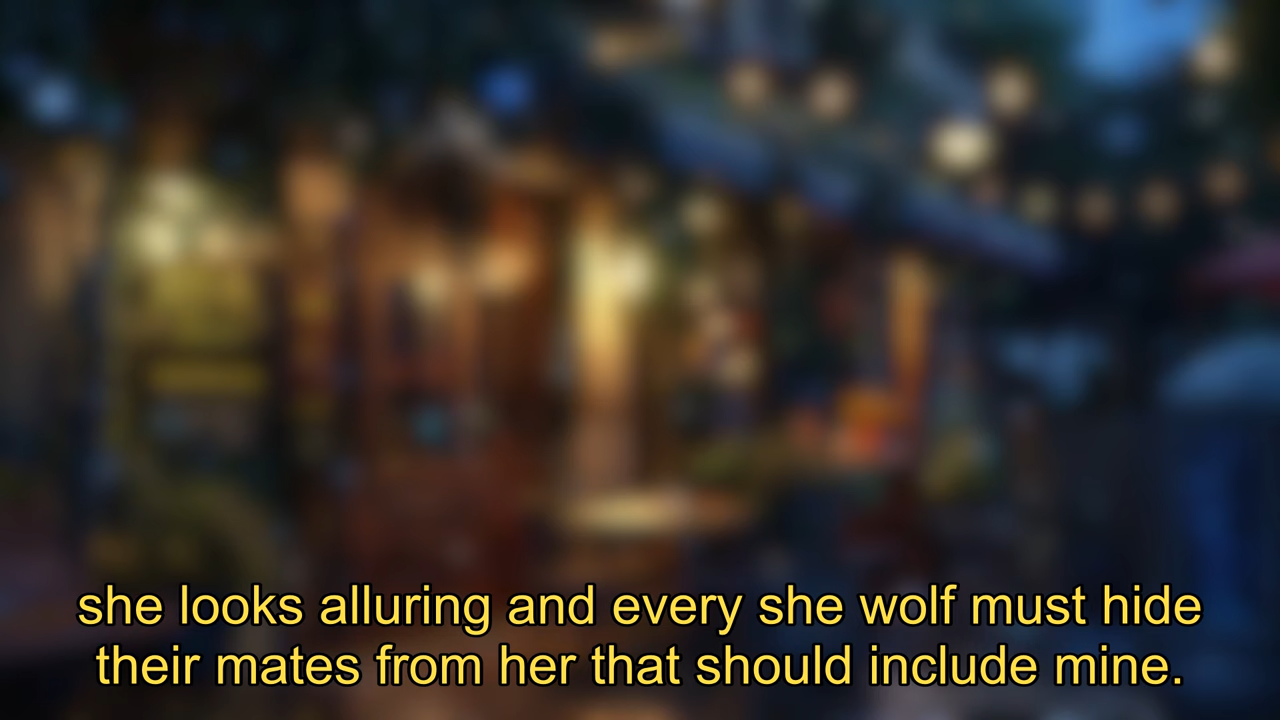 she looks alluring and every she wolf must hide
their mates from her that should include mine.